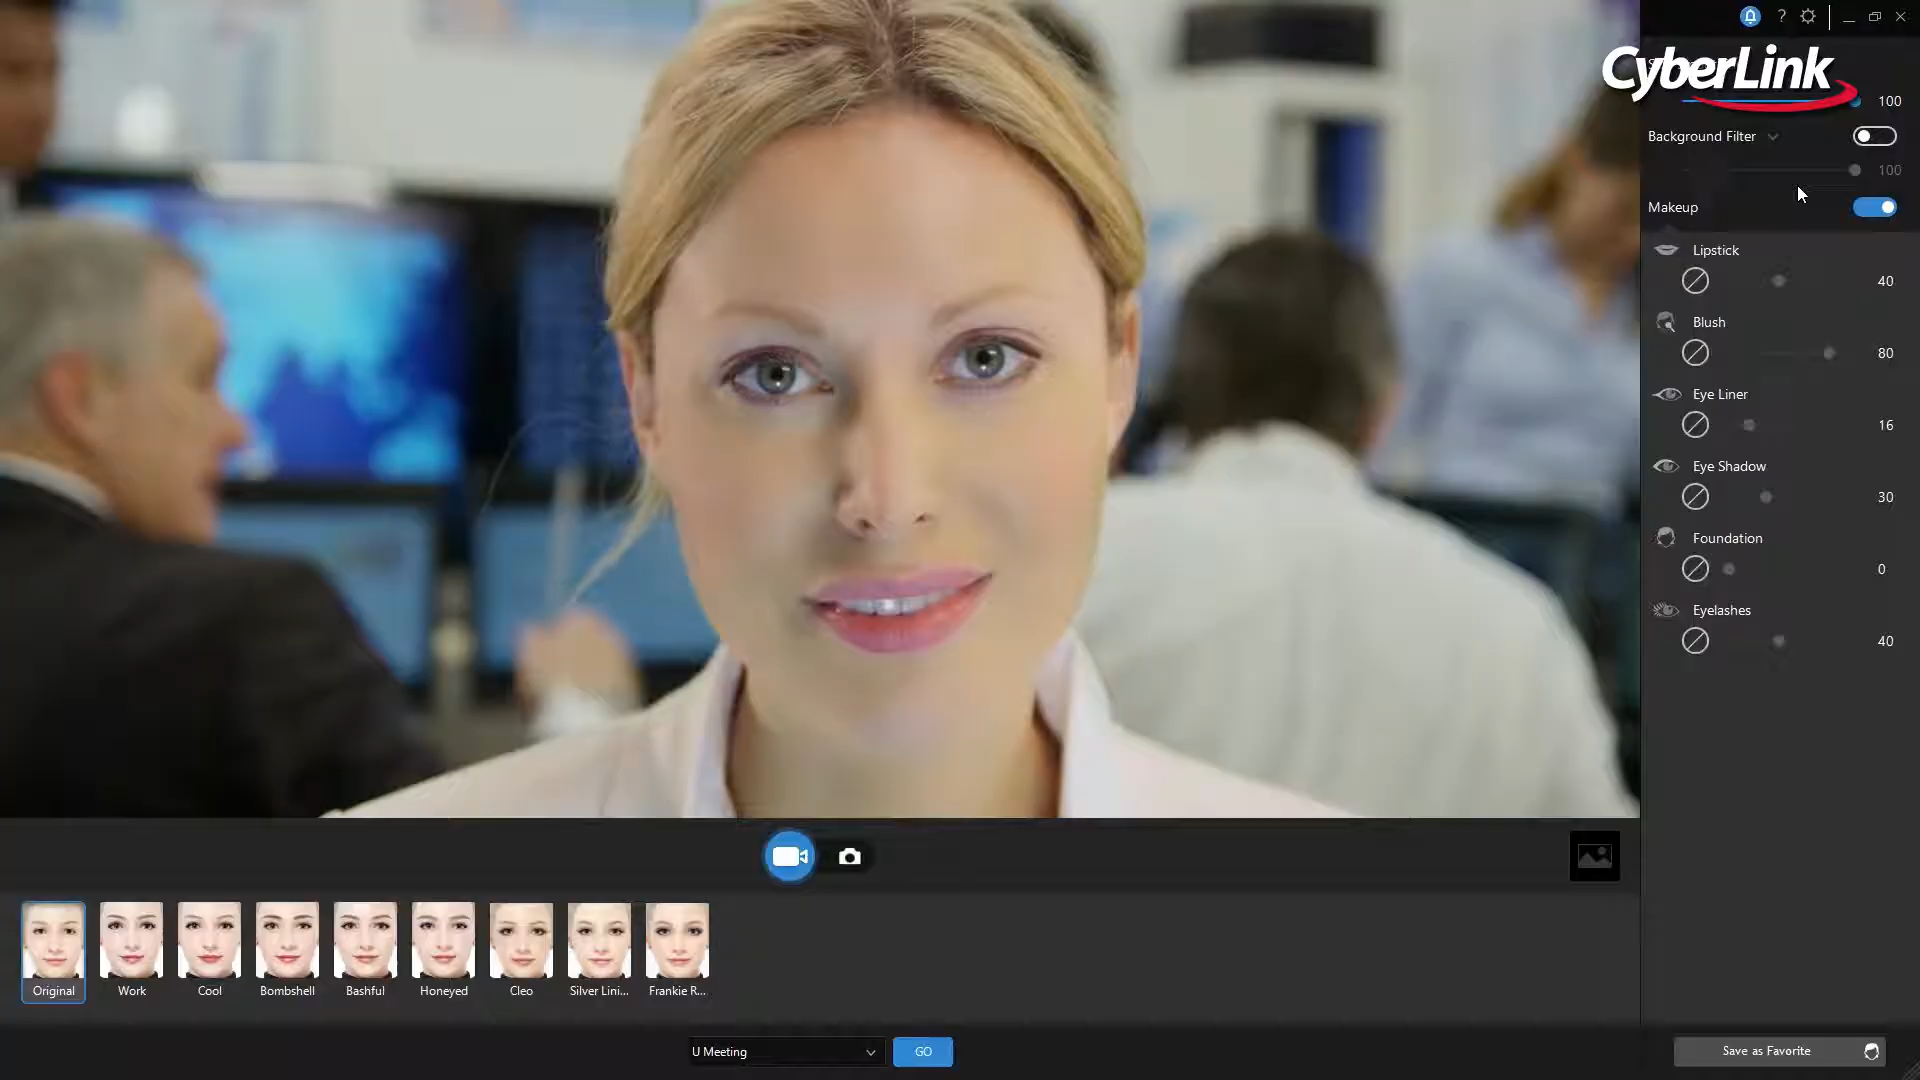 ?
CyberLink
100
Background Filter
100
Makeup
Lipstick
40
Blush
80
Eye Liner
16
Eye Shadow
30
Foundation
0
Eyelashes
40
Original
Work
Cool
Bombshell
Bashful
Honeyed
Cleo
Silver Lini...
Frankie R...
U Meeting
GO
Save as Favorite